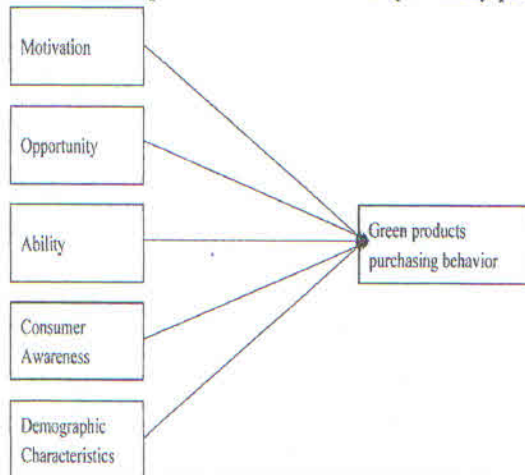 Motivation
Opportunity
Ability
Green products
purchasing behavior
Consumer
Awareness
Demographic
Characteristics